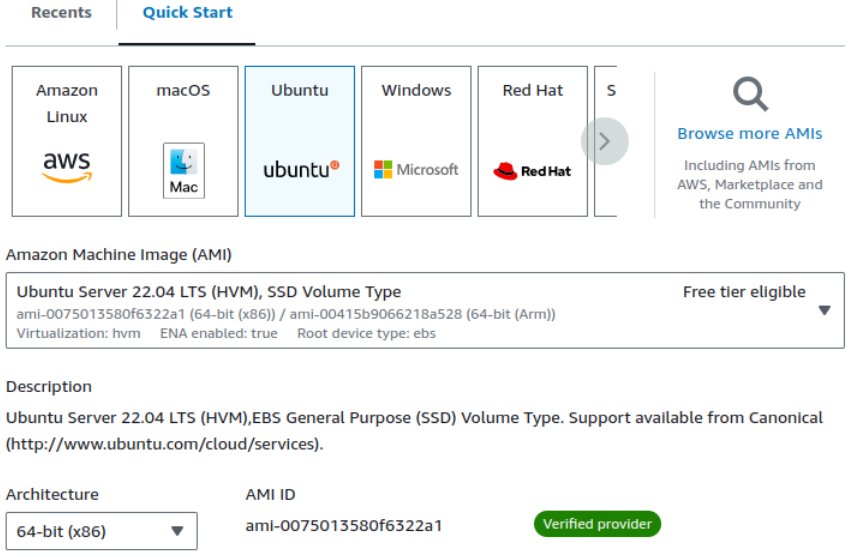 Recents
Quick Start
Amazon
Linux
aws
macOS
Mac
Ubuntu
ubuntu
Windows
Microsoft
Red Hat
Red Hat
S
Browse more AMIs
Including AMIs from
AWS, Marketplace and
the Community
Amazon Machine Image (AMI)
Ubuntu Server 22.04 LTS (HVM), SSD Volume Type
Free tier eligible
ami-0075013580f6322a1 (64-bit (x86)) / ami-00415b9066218a528 (64-bit (Arm))
Virtualization: hvm ENA enabled: true Root device type: ebs
Description
Ubuntu Server 22.04 LTS (HVM),EBS General Purpose (SSD) Volume Type. Support available from Canonical
(http://www.ubuntu.com/cloud/services).
Architecture
AMI ID
64-bit (x86)
ami-0075013580f6322a1
Verified provider